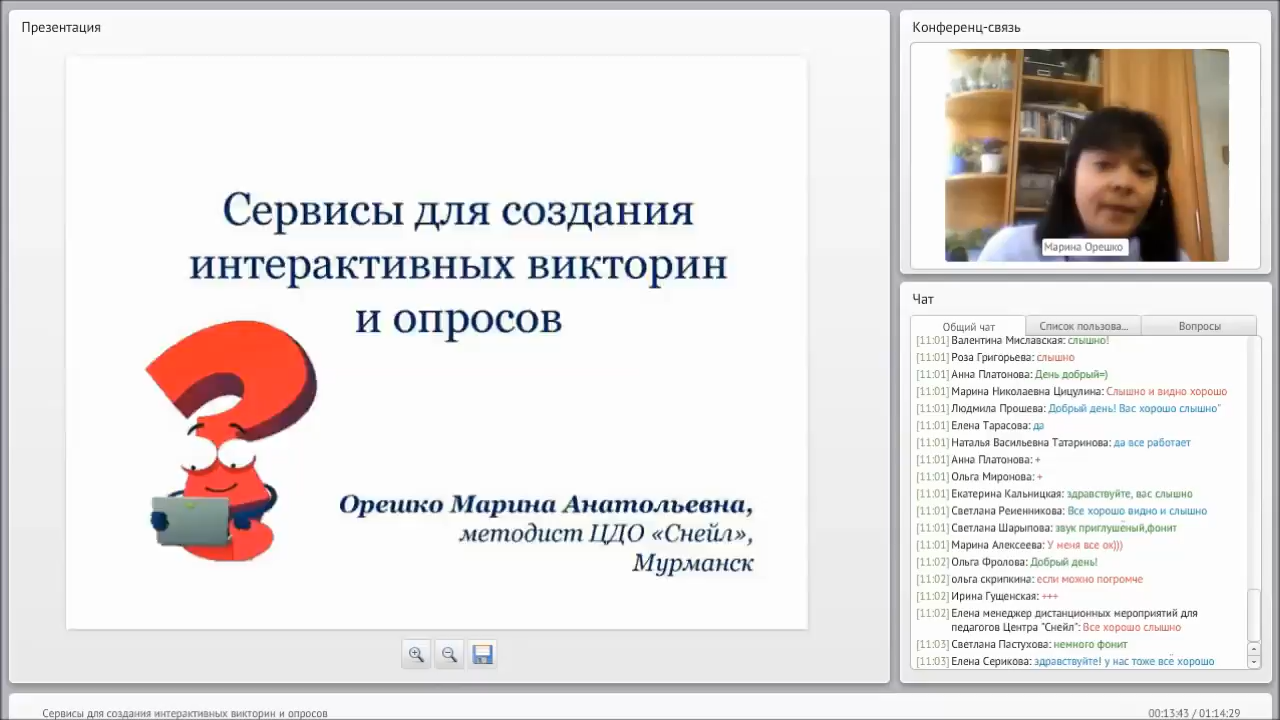 Презентация
Сервисы для создания
интерактивных викторин
и опросов
Орешко Марина Анатольевна,
методист ЦДО «Снейл»,
Мурманск
Конференц-связь
Марина Орешко
Чат
Общий чат
Список пользова...
Вопросы
[11:01] Валентина Миславская: слышно!
[11:01] Роза Григорьева: слышно
[11:01] Анна Платонова: День добрый=)
[11:01] Марина Николаевна Цицулина: Слышно и видно хорошо
[11:01] Людмила Прошева: Добрый день! Вас хорошо слышно"
[11:01] Елена Тарасова: да
[11:01] Наталья Васильевна Татаринова: да все работает
[11:01] Анна Платонова: +
[11:01] Ольга Миронова: +
[11:01] Екатерина Кальницкая: здравствуйте, вас слышно
[11:01] Светлана Реиенникова: Все хорошо видно и слышно
[11:01] Светлана Шарыпова: звук приглушёный,фонит
[11:01] Марина Алексеева: У меня все ок)))
[11:02] Ольга Фролова: Добрый день!
[11:02] ольга скрипкина: если можно погромче
[11:02] Ирина Гущенская: +++
[11:02] Елена менеджер дистанционных мероприятий для
педагогов Центра "Снейл": Все хорошо слышно
[11:03] Светлана Пастухова: немного фонит
[11:03] Елена Серикова: здравствуйте! у нас тоже всё хорошо
Сервисы для создания интерактивных викторин и опросов
00:13:43 / 01:14:29